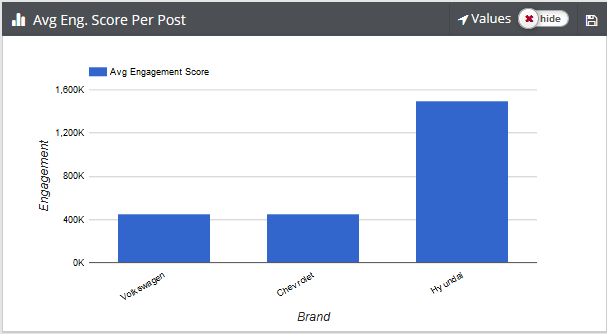 Avg Eng. Score Per Post
Values
hide
Avg Engagement Score
1,600K
1,200K
800K
400K
0K
Engagement
Volkswagen
Chevrolet
Hyundai
Brand